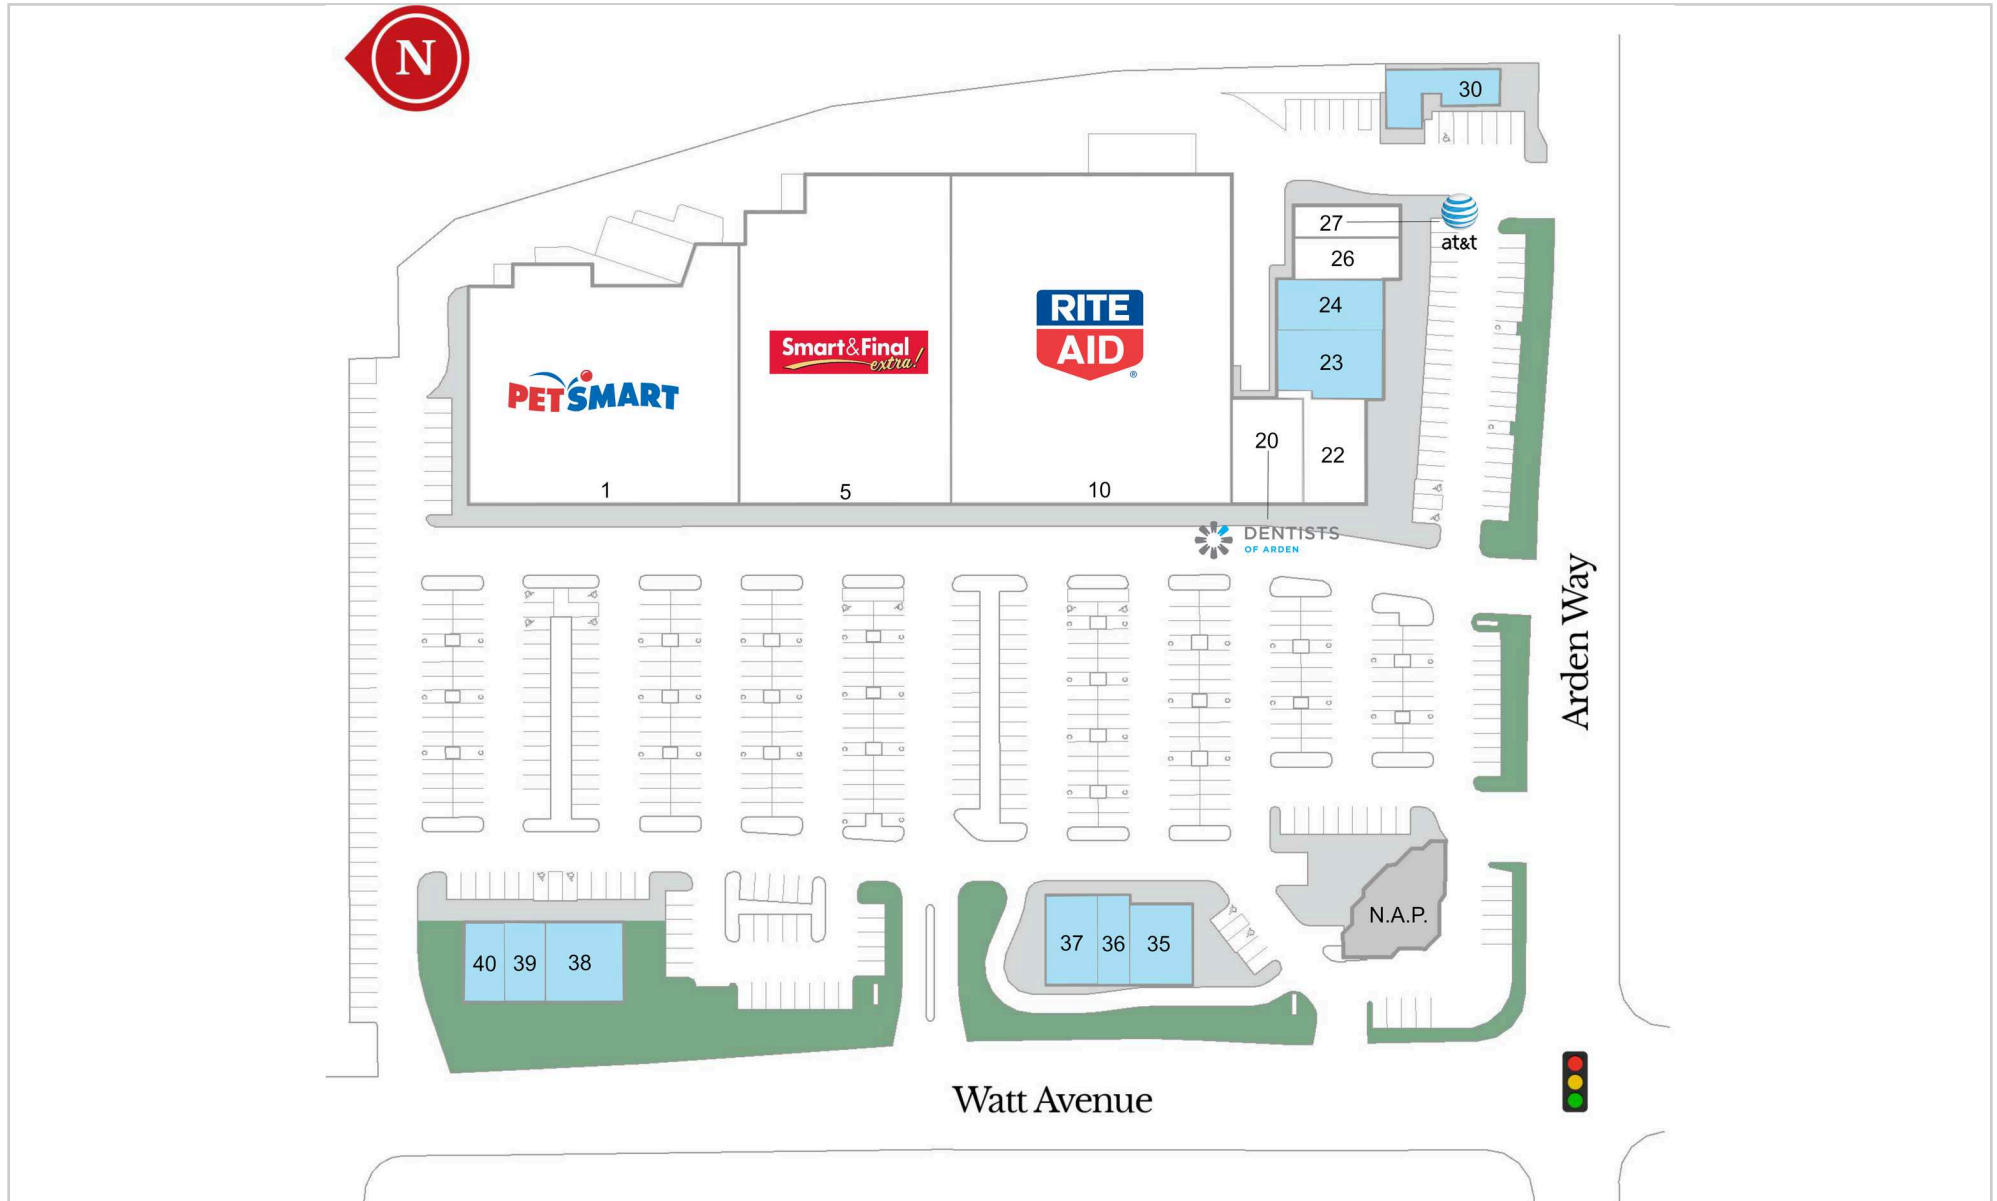 N
30
27
at&t
26
24
23
RITE
AID
®
Smart&Final
extra!
PETSMART
20
22
1
5
10
DENTISTS
OF ARDEN
Arden Way
N.A.P.
40
39
38
37
36
35
Watt Avenue